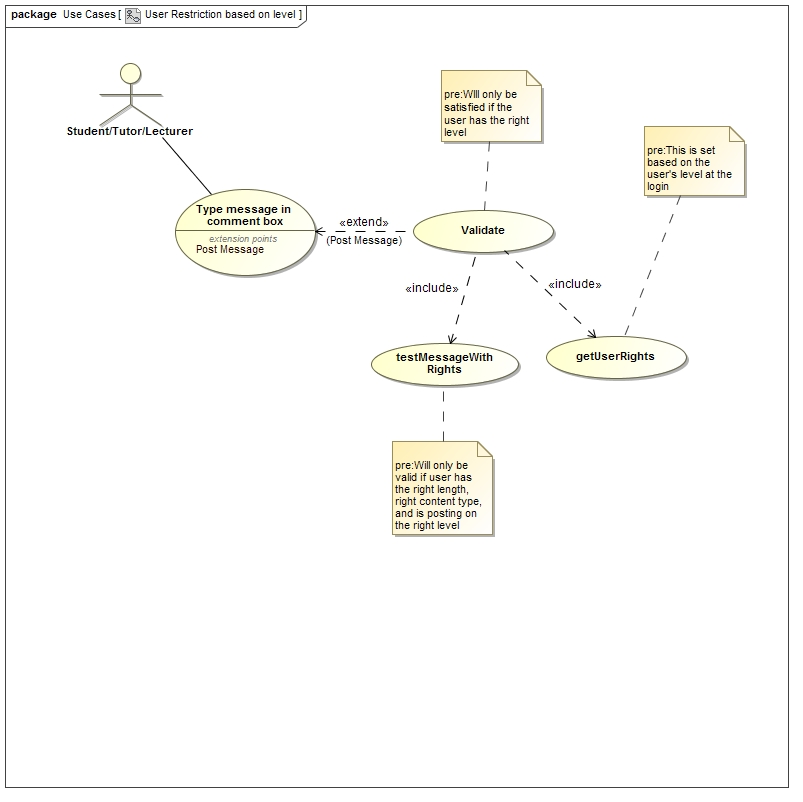 package Use Cases [ User Restriction based on level ]
Student/Tutor/Lecturer
pre:Will only be
satisfied if the
user has the right
level
pre:This is set
based on the
user's level at the
login
Type message in
comment box
extension points
Post Message
«extend»
(Post Message)
Validate
«include»
«include»
testMessageWith
Rights
getUserRights
pre:Will only be
valid if user has
the right length,
right content type,
and is posting on
the right level